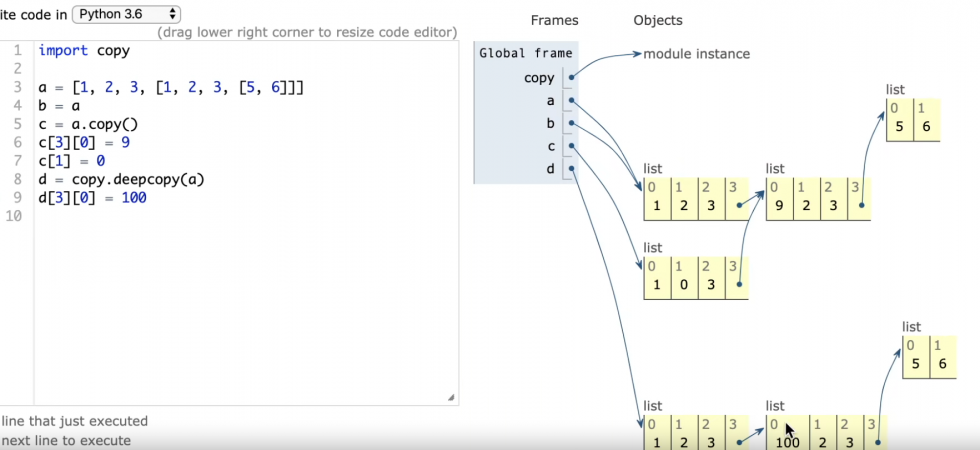 ite code in Python 3.6
(drag lower right corner to resize code editor)
1 import copy
2
3 a = [1, 2, 3, [1, 2, 3, [5, 6]]]
4 b = a
5 c = a.copy()
6 c[3][0] = 9
7 c[1] = 0
8 d = copy.deepcopy(a)
9 d[3][0] = 100
10
line that just executed
next line to execute
Frames Objects
Global frame
copy
a
b
c
d
module instance
list
0 1
5 6
list list
0 1 2 3 0 1 2 3
1 2 3 9 2 3
list
0 1 2 3
1 0 3
list
0 1
5 6
list list
0 1 2 3 0 1 2 3
1 2 3 100 2 3